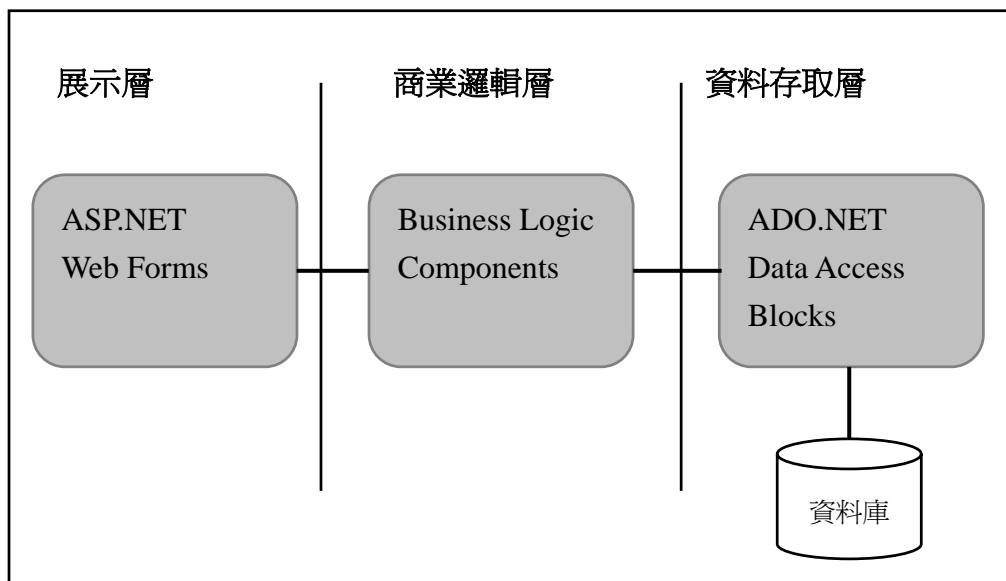 展示層
商業邏輯層
資料存取層
ASP.NET
Web Forms
Business Logic
Components
ADO.NET
Data Access
Blocks
資料庫